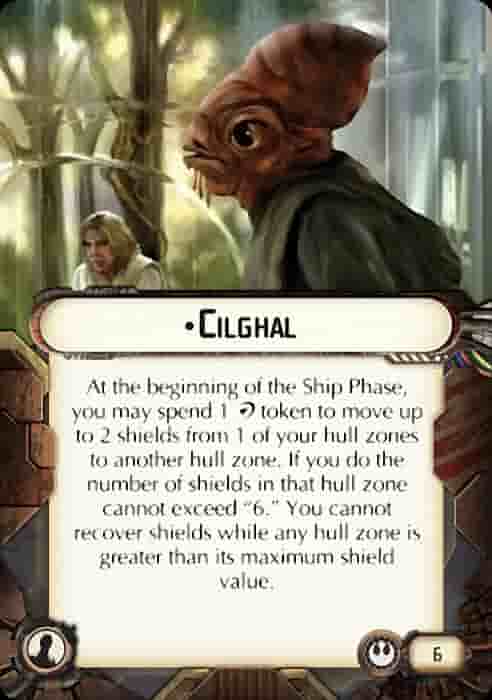 •CILGHAL
At the beginning of the Ship Phase,
you may spend 1 token to move up
to 2 shields from 1 of your hull zones
to another hull zone. If you do the
number of shields in that hull zone
cannot exceed “6.” You cannot
recover shields while any hull zone is
greater than its maximum shield
value.
6